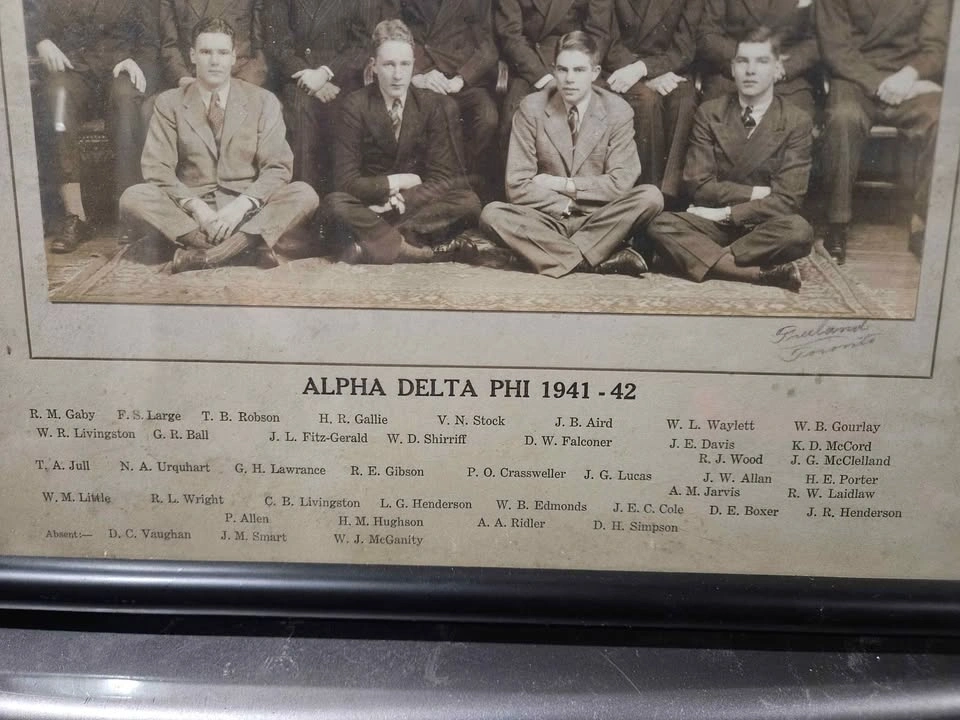 Freeland
Toronto
ALPHA DELTA PHI 1941 - 42
R. M. Gaby F. S. Large T. B. Robson H. R. Gallie V. N. Stock J. B. Aird W. L. Waylett W. B. Gourlay
W. R. Livingston G. R. Ball J. L. Fitz-Gerald W. D. Shirriff D. W. Falconer J. E. Davis K. D. McCord
R. J. Wood J. G. McClelland
T. A. Jull N. A. Urquhart G. H. Lawrance R. E. Gibson P. O. Crassweller J. G. Lucas J. W. Allan H. E. Porter
A. M. Jarvis R. W. Laidlaw
W. M. Little R. L. Wright C. B. Livingston L. G. Henderson W. B. Edmonds J. E. C. Cole D. E. Boxer J. R. Henderson
P. Allen H. M. Hughson A. A. Ridler D. H. Simpson
Absent:— D. C. Vaughan J. M. Smart W. J. McGanity